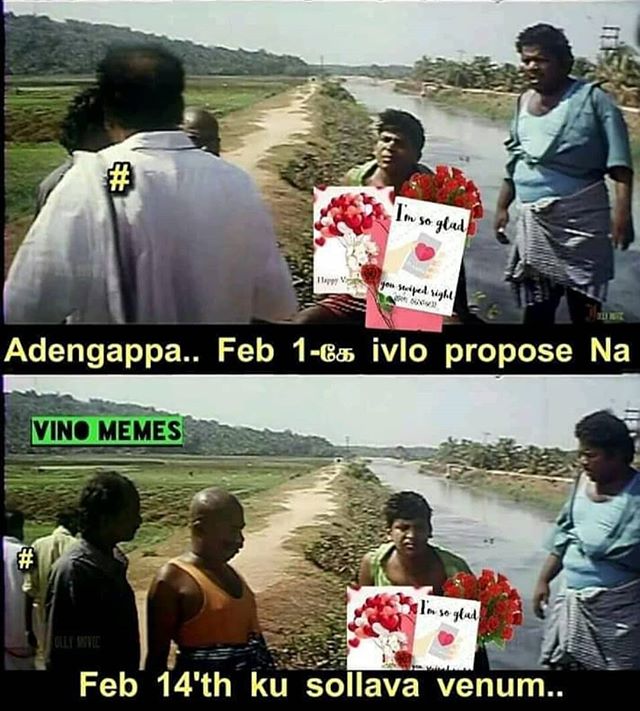 #
I'm so glad
Happy
you swiped right
Adengappa.. Feb 1-கே ivlo propose Na
VINO MEMES
#
I'm so glad
Feb 14'th ku sollava venum..